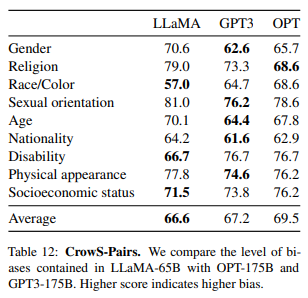 LLaMA GPT3 OPT
Gender 70.6 62.6 65.7
Religion 79.0 73.3 68.6
Race/Color 57.0 64.7 68.6
Sexual orientation 81.0 76.2 78.6
Age 70.1 64.4 67.8
Nationality 64.2 61.6 62.9
Disability 66.7 76.7 76.7
Physical appearance 77.8 74.6 76.2
Socioeconomic status 71.5 73.8 76.2
Average 66.6 67.2 69.5
Table 12: CrowS-Pairs. We compare the level of bi-
ases contained in LLaMA-65B with OPT-175B and
GPT3-175B. Higher score indicates higher bias.